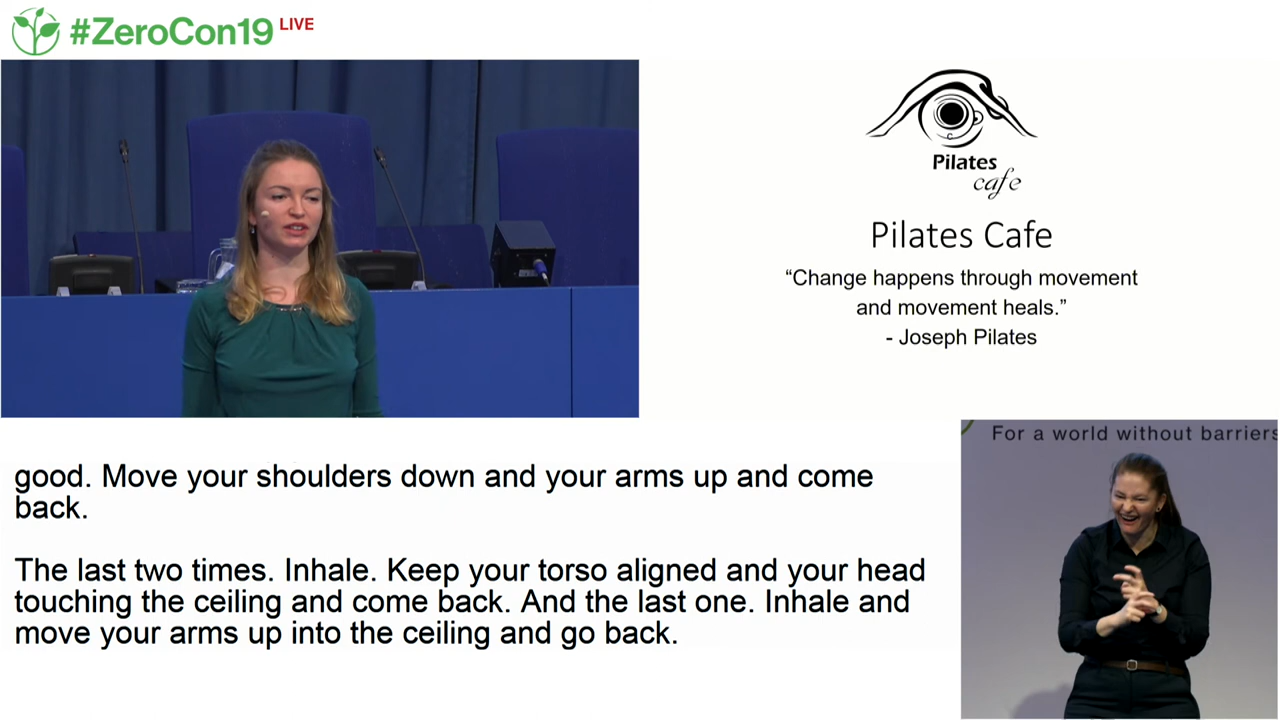 #ZeroCon19 LIVE
Pilates
cafe
Pilates Cafe
“Change happens through movement
and movement heals.”
- Joseph Pilates
For a world without barriers
good. Move your shoulders down and your arms up and come
back.
The last two times. Inhale. Keep your torso aligned and your head
touching the ceiling and come back. And the last one. Inhale and
move your arms up into the ceiling and go back.